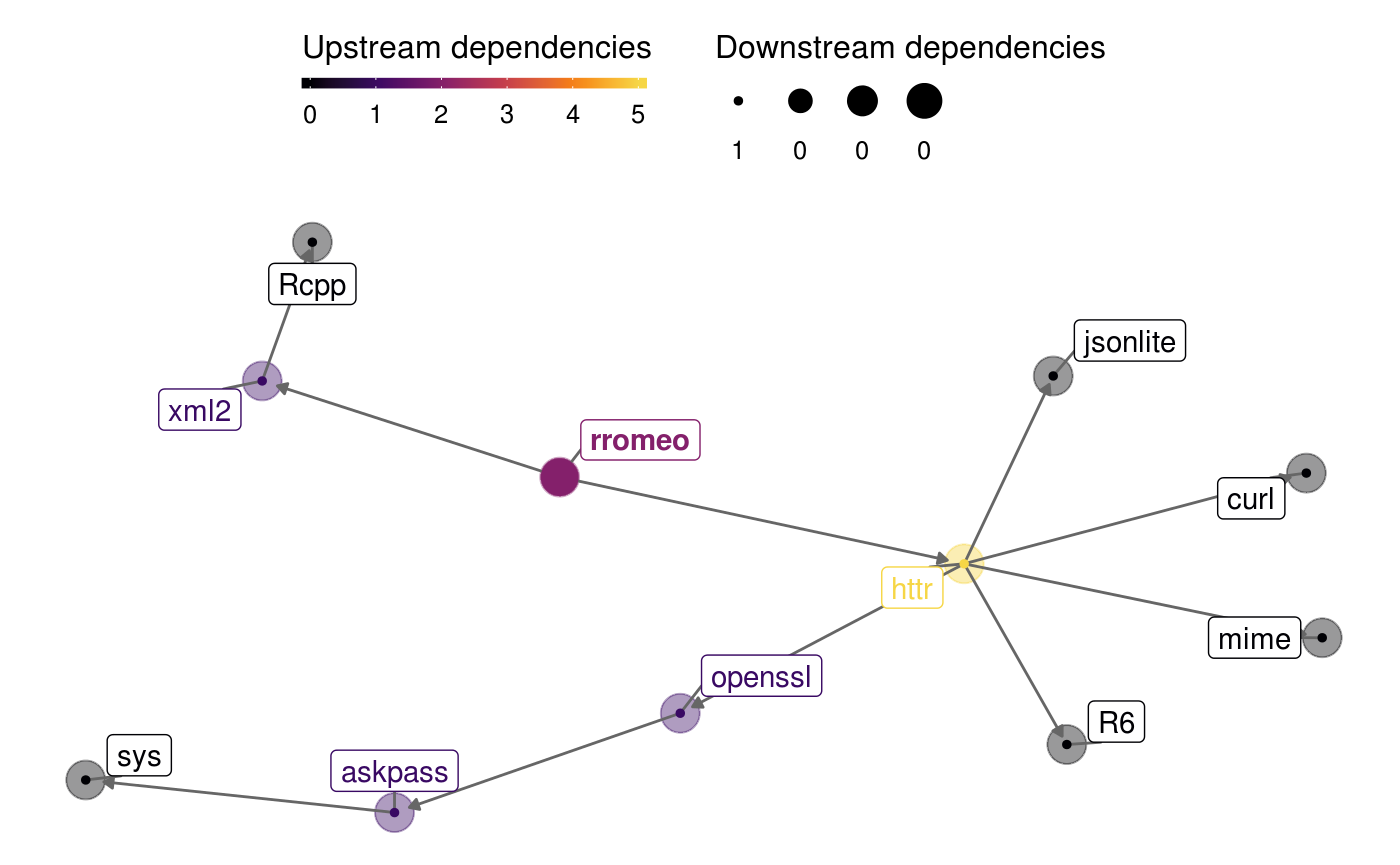 Upstream dependencies
0 1 2 3 4 5
Downstream dependencies
1 0 0 0
Rcpp
jsonlite
xml2
rromeo
curl
httr
mime
openssl
R6
sys
askpass